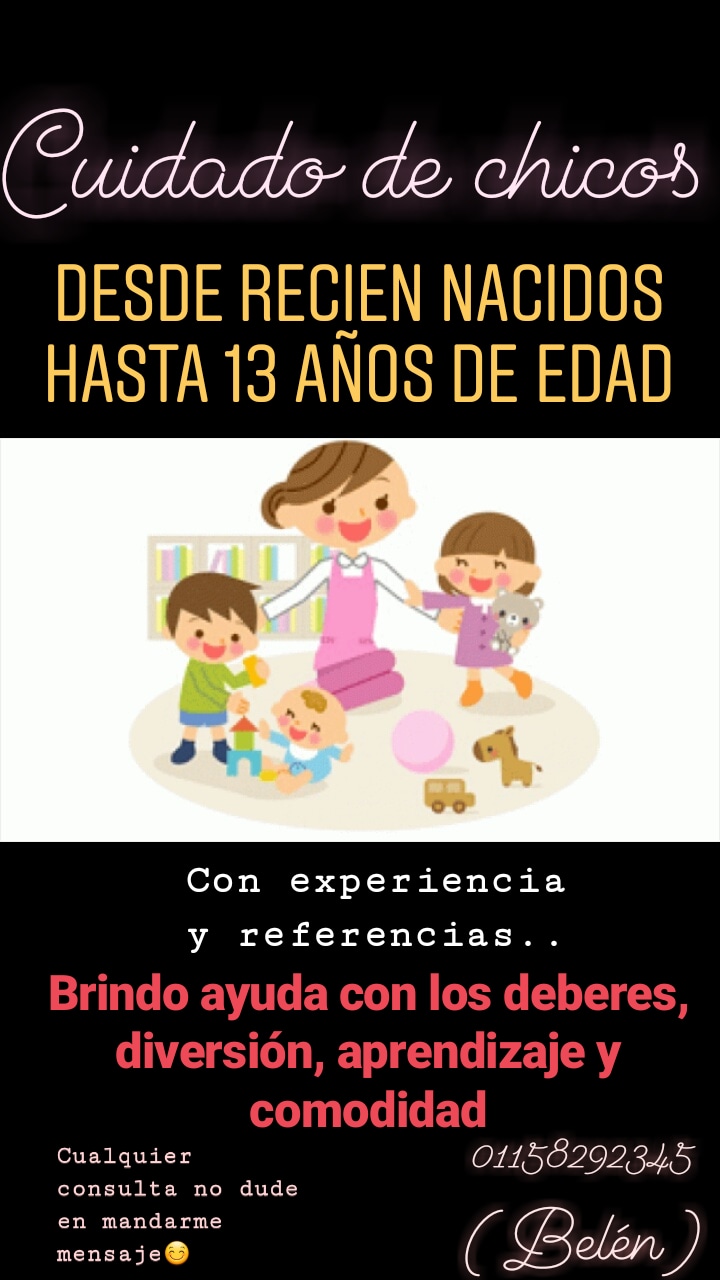 Cuidado de chicos
DESDE RECIEN NACIDOS
HASTA 13 AÑOS DE EDAD
Con experiencia
y referencias..
Brindo ayuda con los deberes,
diversión, aprendizaje y
comodidad
Cualquier
consulta no dude
en mandarme
mensaje😊
01158292345
(Belén)